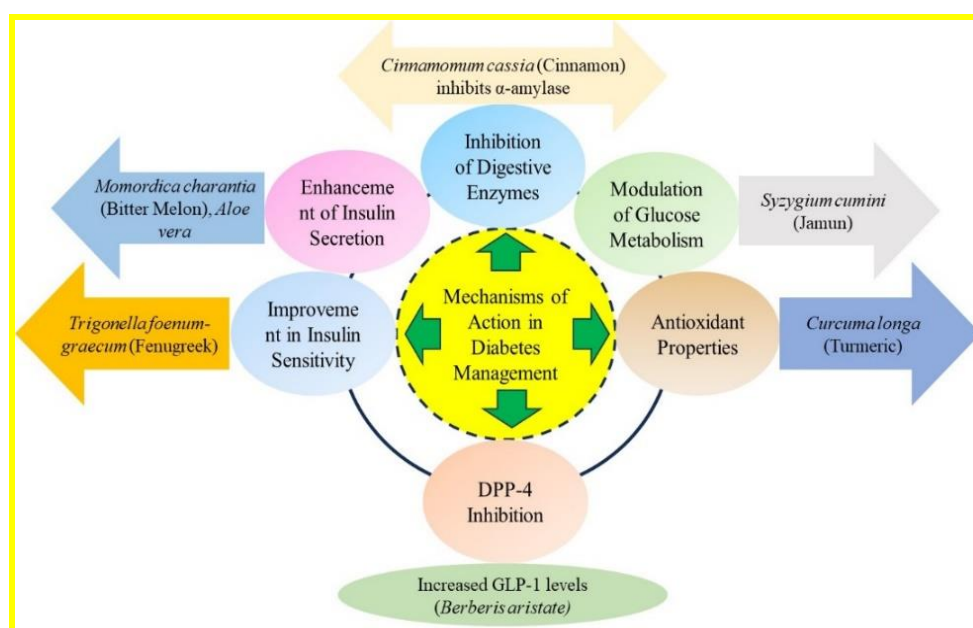 Cinnamomum cassia (Cinnamon)
inhibits α-amylase
Inhibition
of Digestive
Enzymes
Enhanceme
nt of Insulin
Secretion
Modulation
of Glucose
Metabolism
Momordica charantia
(Bitter Melon), Aloe
vera
Syzygium cumini
(Jamun)
Trigonella foenum-
graecum (Fenugreek)
Improveme
nt in Insulin
Sensitivity
Mechanisms of
Action in
Diabetes
Management
Antioxidant
Properties
Curcuma longa
(Turmeric)
DPP-4
Inhibition
Increased GLP-1 levels
(Berberis aristate)